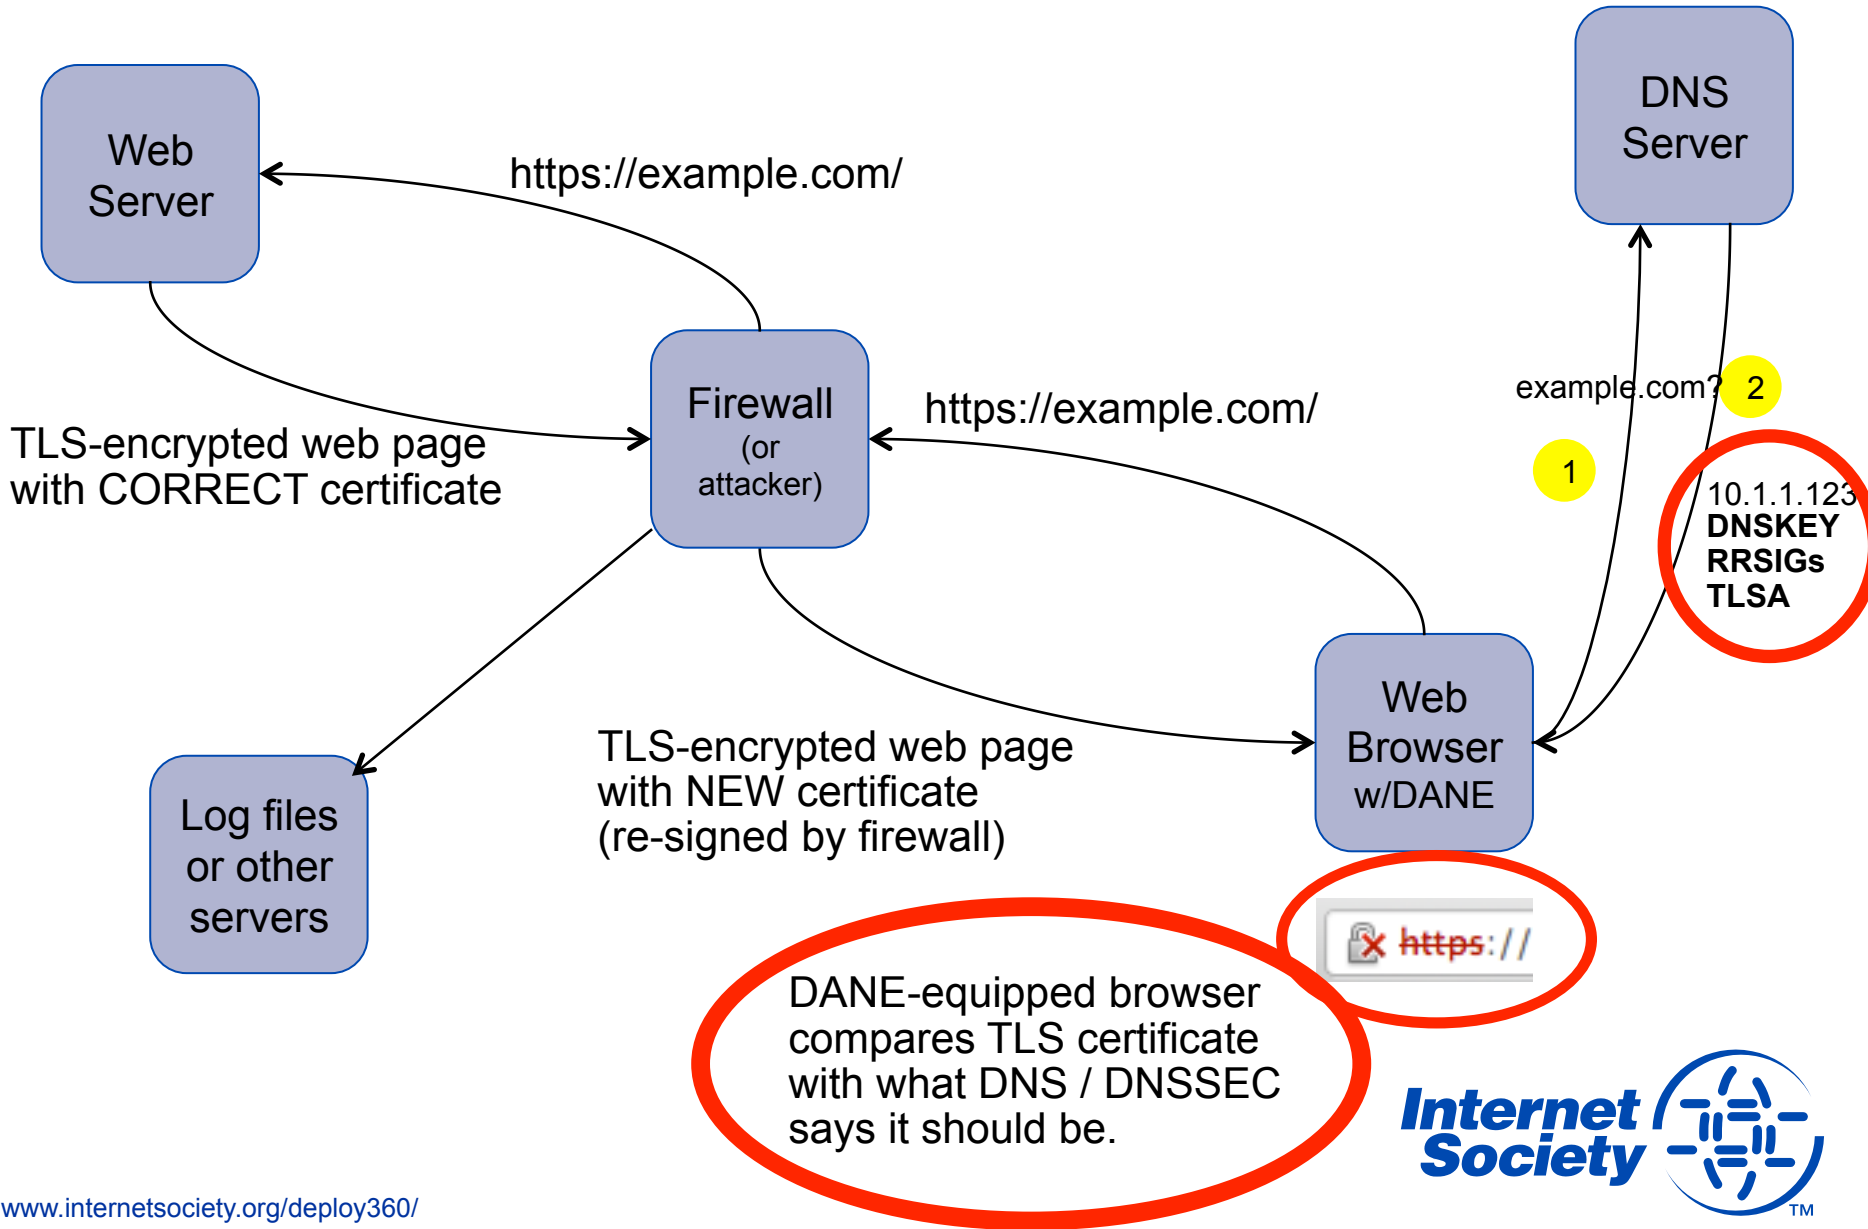 DNS
Server
Web
Server
https://example.com/
example.com?
2
1
10.1.1.123
DNSKEY
RRSIGs
TLSA
Firewall
(or
attacker)
https://example.com/
TLS-encrypted web page
with CORRECT certificate
Web
Browser
w/DANE
TLS-encrypted web page
with NEW certificate
(re-signed by firewall)
Log files
or other
servers
https://
DANE-equipped browser
compares TLS certificate
with what DNS / DNSSEC
says it should be.
Internet
Society
TM
www.internetsociety.org/deploy360/